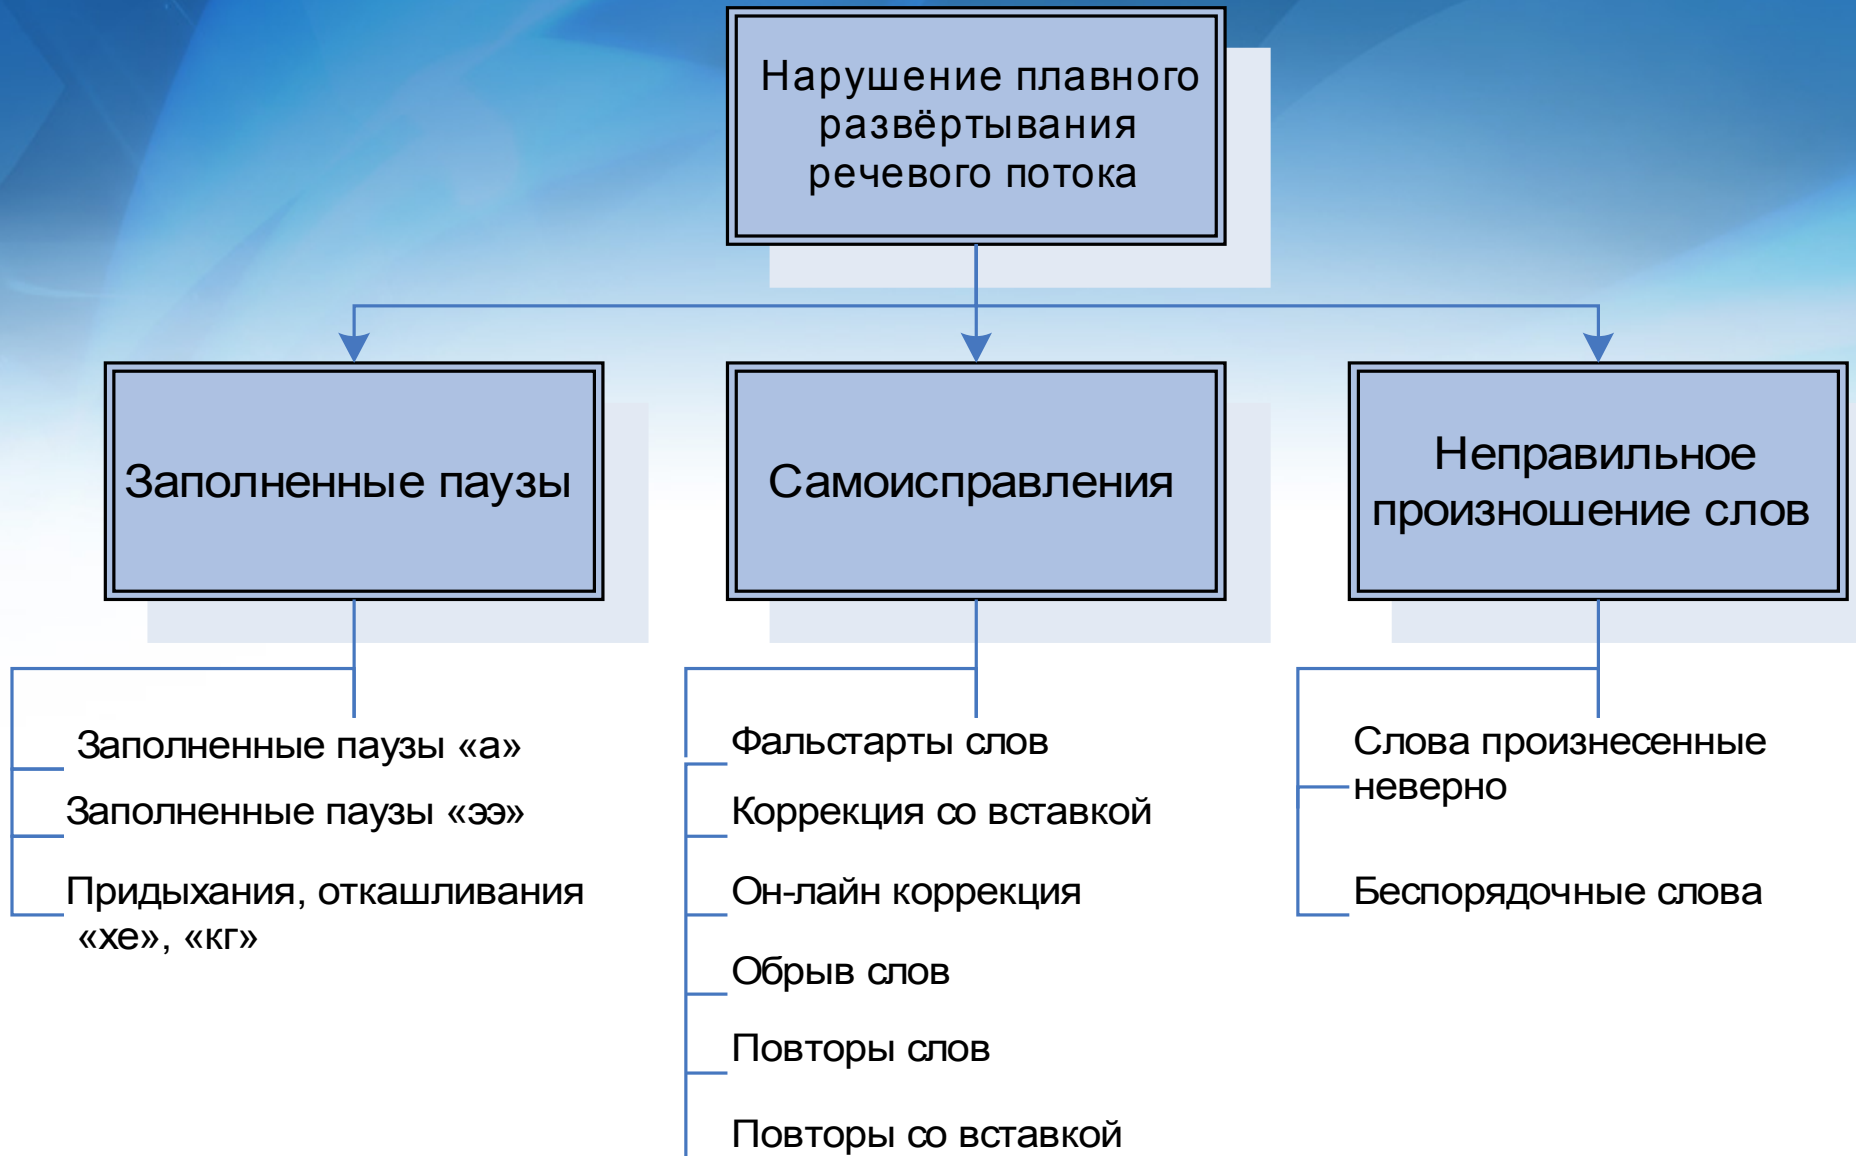 Нарушение плавного
развёртывания
речевого потока
Заполненные паузы
Самоисправления
Неправильное
произношение слов
Заполненные паузы «а»
Заполненные паузы «ээ»
Придыхания, откашливания
«хе», «кг»
Фальстарты слов
Коррекция со вставкой
Он-лайн коррекция
Обрыв слов
Повторы слов
Повторы со вставкой
Слова произнесенные
неверно
Беспорядочные слова